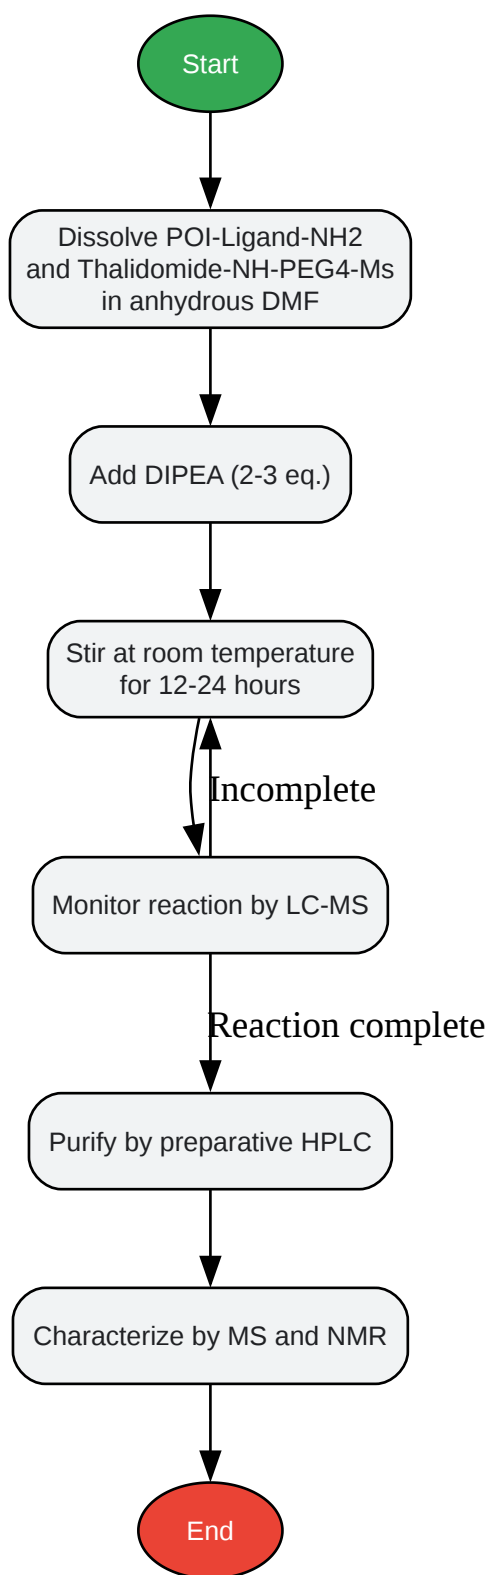 Start
Dissolve POI-Ligand-NH2
and Thalidomide-NH-PEG4-Ms
in anhydrous DMF
Add DIPEA (2-3 eq.)
Stir at room temperature
for 12-24 hours
Incomplete
Monitor reaction by LC-MS
Reaction complete
Purify by preparative HPLC
Characterize by MS and NMR
End